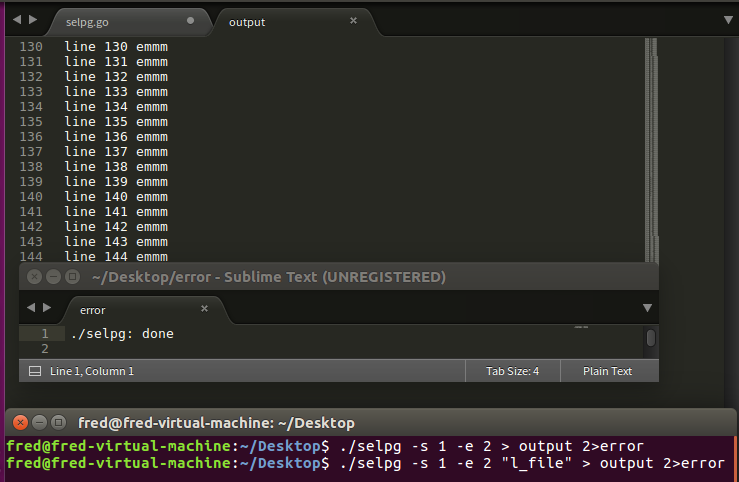 selpg.go output
130 line 130 emmm
131 line 131 emmm
132 line 132 emmm
133 line 133 emmm
134 line 134 emmm
135 line 135 emmm
136 line 136 emmm
137 line 137 emmm
138 line 138 emmm
139 line 139 emmm
140 line 140 emmm
141 line 141 emmm
142 line 142 emmm
143 line 143 emmm
144 line 144 emmm
~/Desktop/error - Sublime Text (UNREGISTERED)
error
1 ./selpg: done
2
Line 1, Column 1 Tab Size: 4 Plain Text
fred@fred-virtual-machine: ~/Desktop
fred@fred-virtual-machine:~/Desktop$ ./selpg -s 1 -e 2 > output 2>error
fred@fred-virtual-machine:~/Desktop$ ./selpg -s 1 -e 2 "l_file" > output 2>error